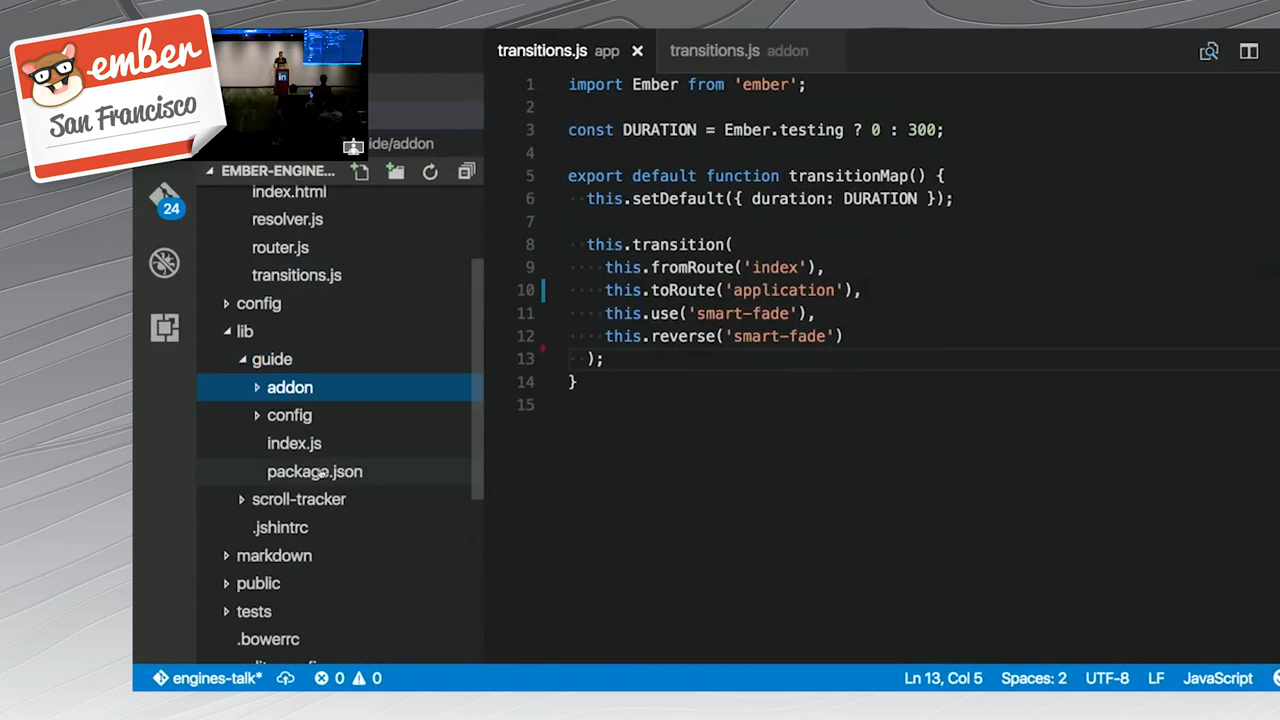 ember
San Francisco
in
ide/addon
EMBER-ENGINE...
24
index.html
resolver.js
router.js
transitions.js
config
lib
guide
addon
config
index.js
package.json
scroll-tracker
.jshintrc
markdown
public
tests
.bowerrc
transitions.js app
transitions.js addon
1 import Ember from 'ember';
2
3 const DURATION = Ember.testing ? 0 : 300;
4
5 export default function transitionMap() {
6 this.setDefault({ duration: DURATION });
7
8 this.transition(
9 this.fromRoute('index'),
10 this.toRoute('application'),
11 this.use('smart-fade'),
12 this.reverse('smart-fade')
13 );
14 }
15
engines-talk* 0 0 Ln 13, Col 5 Spaces: 2 UTF-8 LF JavaScript